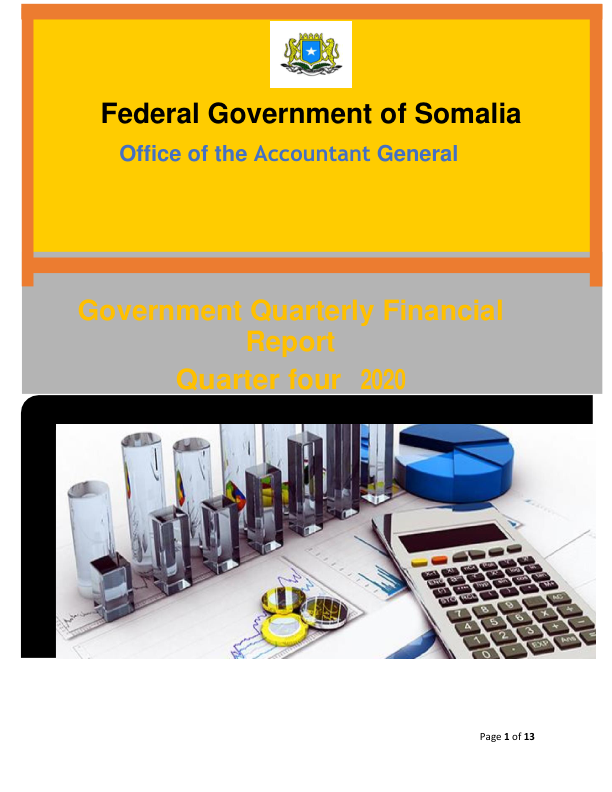 Federal Government of Somalia
Office of the Accountant General
Government Quarterly Financial
Report
Quarter four 2020
Page 1 of 13